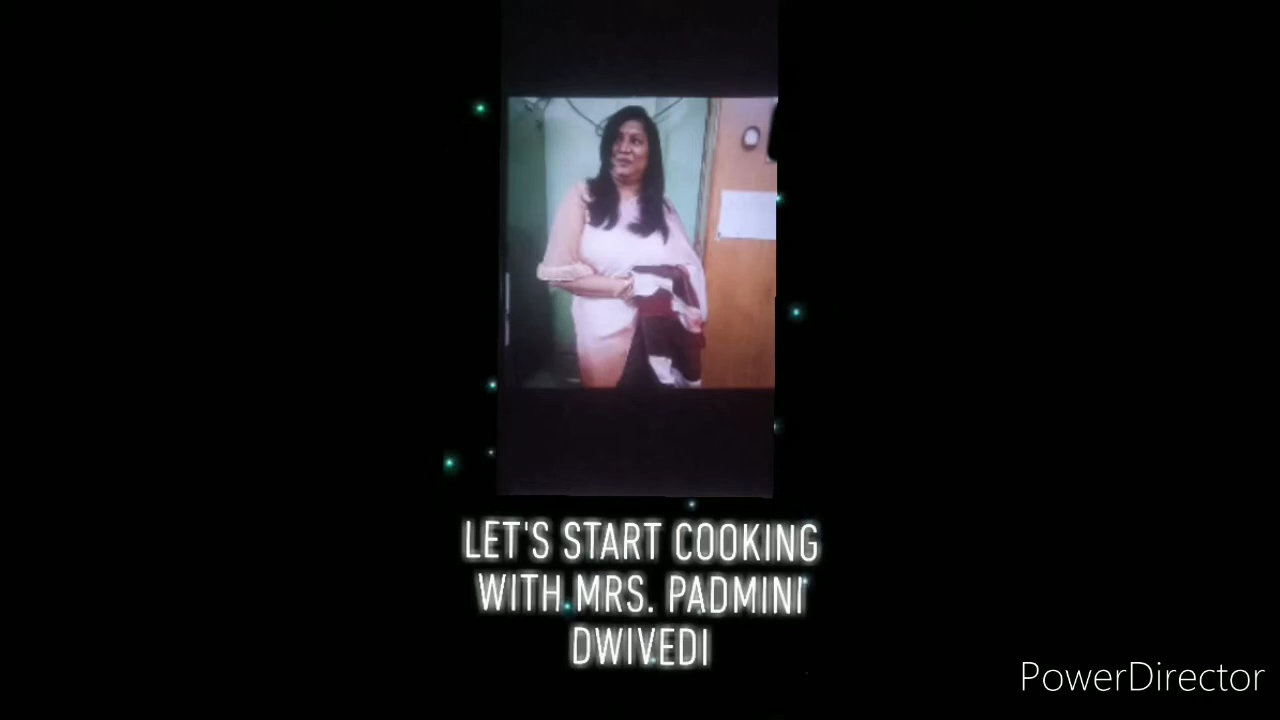 LET'S START COOKING
WITH MRS. PADMINI
DWIVEDI
PowerDirector